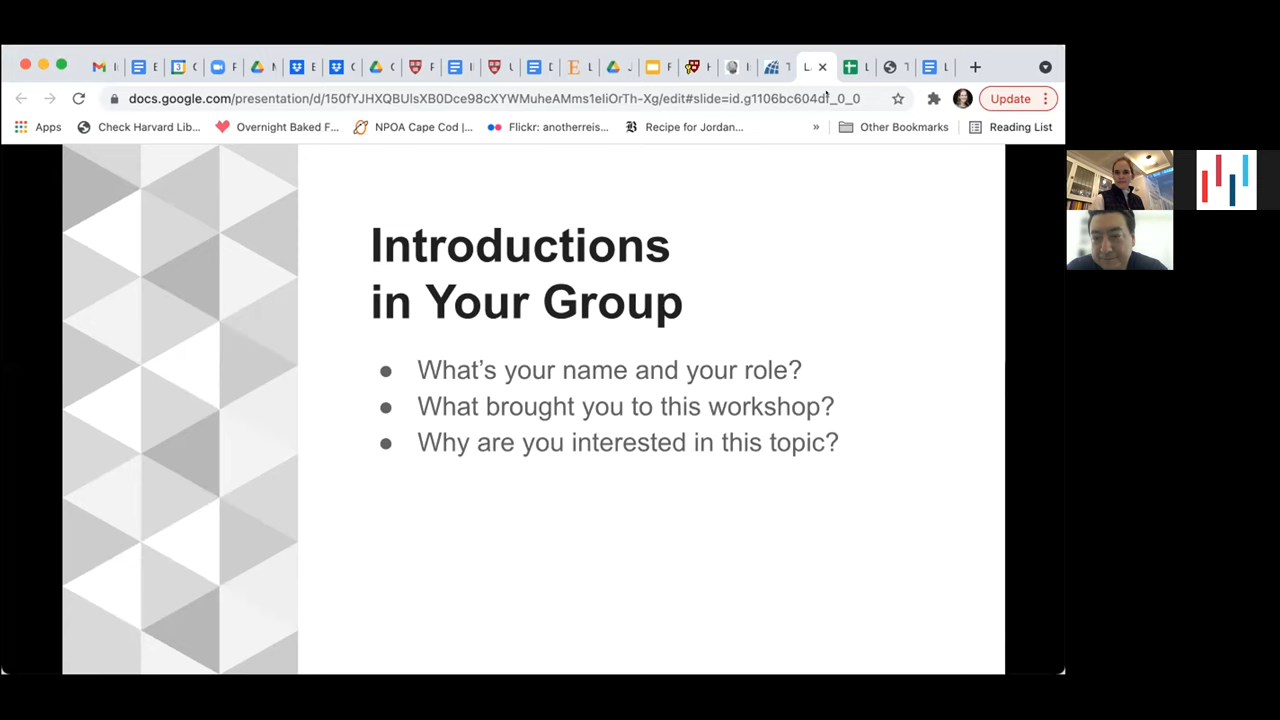 docs.google.com/presentation/d/150fYJHXQBUIsXB0Dce98cXYWMuheAMms1eIiOrTh-Xg/edit#slide=id.g1106bc604df_0_0
Update
Apps
Check Harvard Lib...
Overnight Baked F...
NPOA Cape Cod |...
Flickr: anotherreis...
Recipe for Jordan...
»
Other Bookmarks
Reading List
Introductions
in Your Group
● What’s your name and your role?
● What brought you to this workshop?
● Why are you interested in this topic?